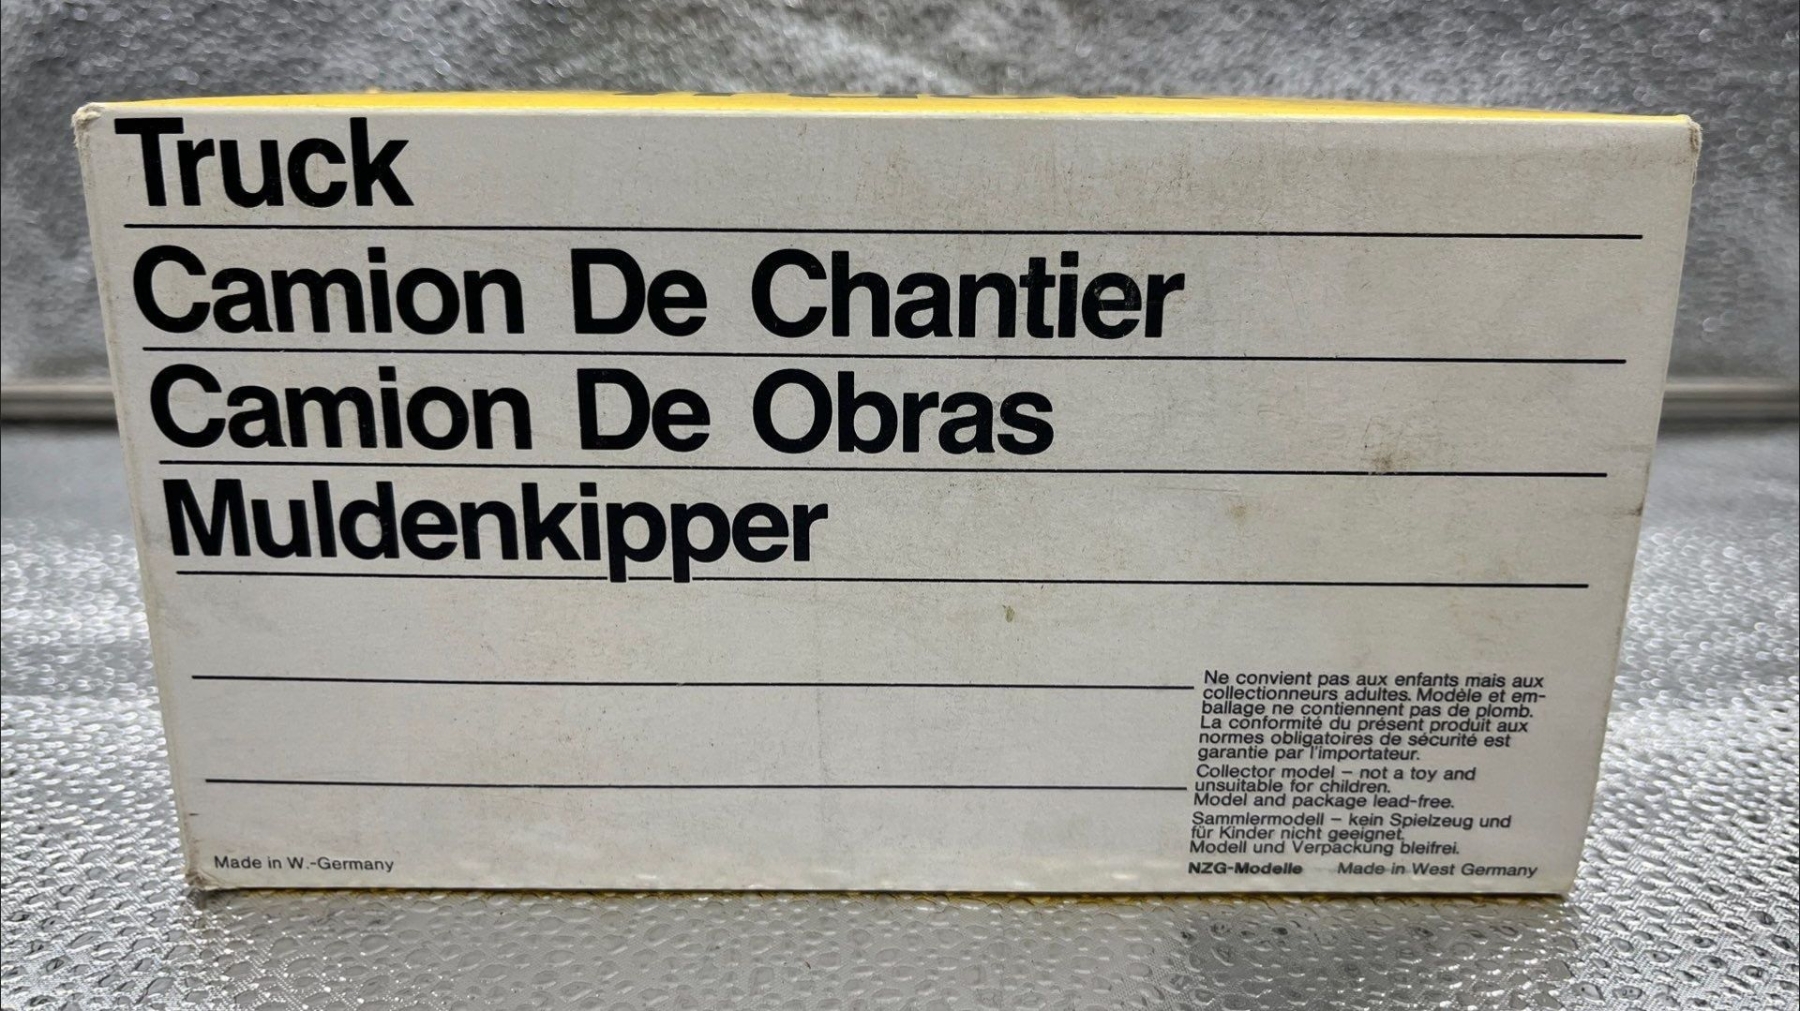 Truck
Camion De Chantier
Camion De Obras
Muldenkipper
Ne convient pas aux enfants mais aux
collectionneurs adultes. Modèle et em-
ballage ne contiennent pas de plomb.
La conformité du présent produit aux
normes obligatoires de sécurité est
garantie par l'importateur.
Collector model – not a toy and
unsuitable for children.
Model and package lead-free.
Sammlermodell – kein Spielzeug und
für Kinder nicht geeignet.
Modell und Verpackung bleifrei.
Made in W.-Germany
NZG-Modelle Made in West Germany